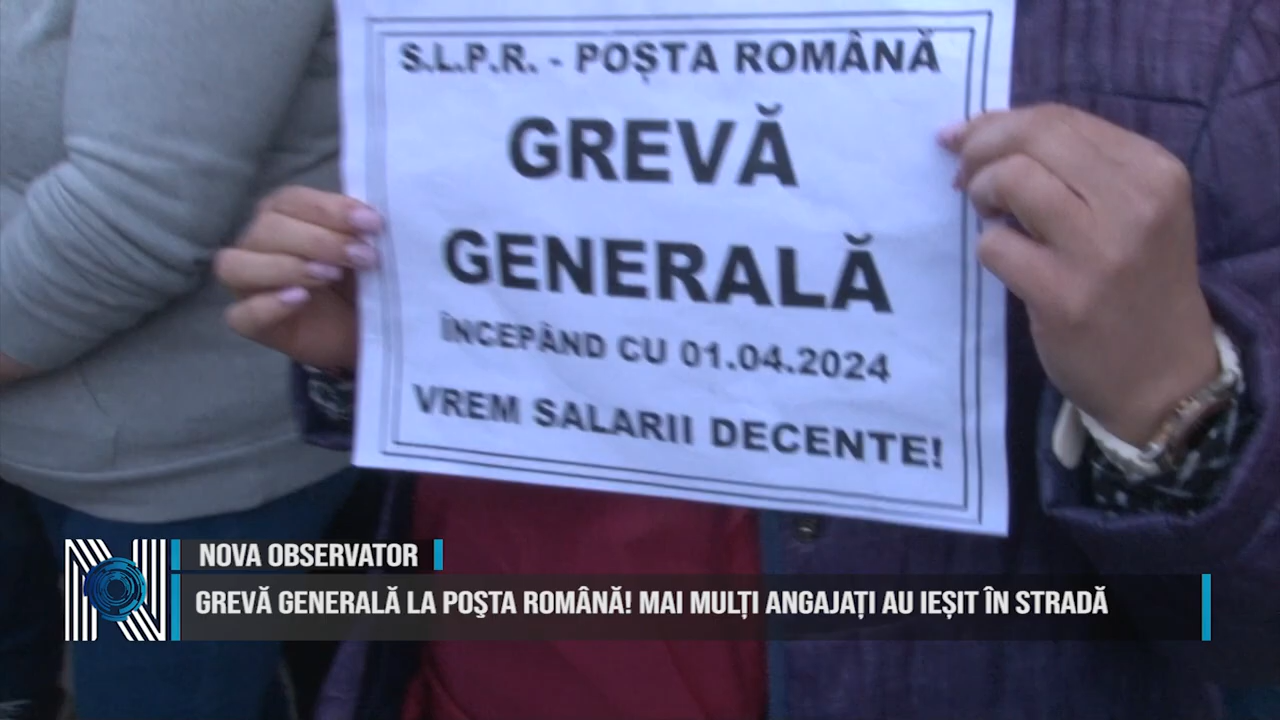 S.L.P.R. - POȘTA ROMÂNĂ
GREVĂ
GENERALĂ
ÎNCEPÂND CU 01.04.2024
VREM SALARII DECENTE!
NOVA OBSERVATOR
GREVĂ GENERALĂ LA POŞTA ROMÂNĂ! MAI MULȚI ANGAJAȚI AU IEȘIT ÎN STRADĂ